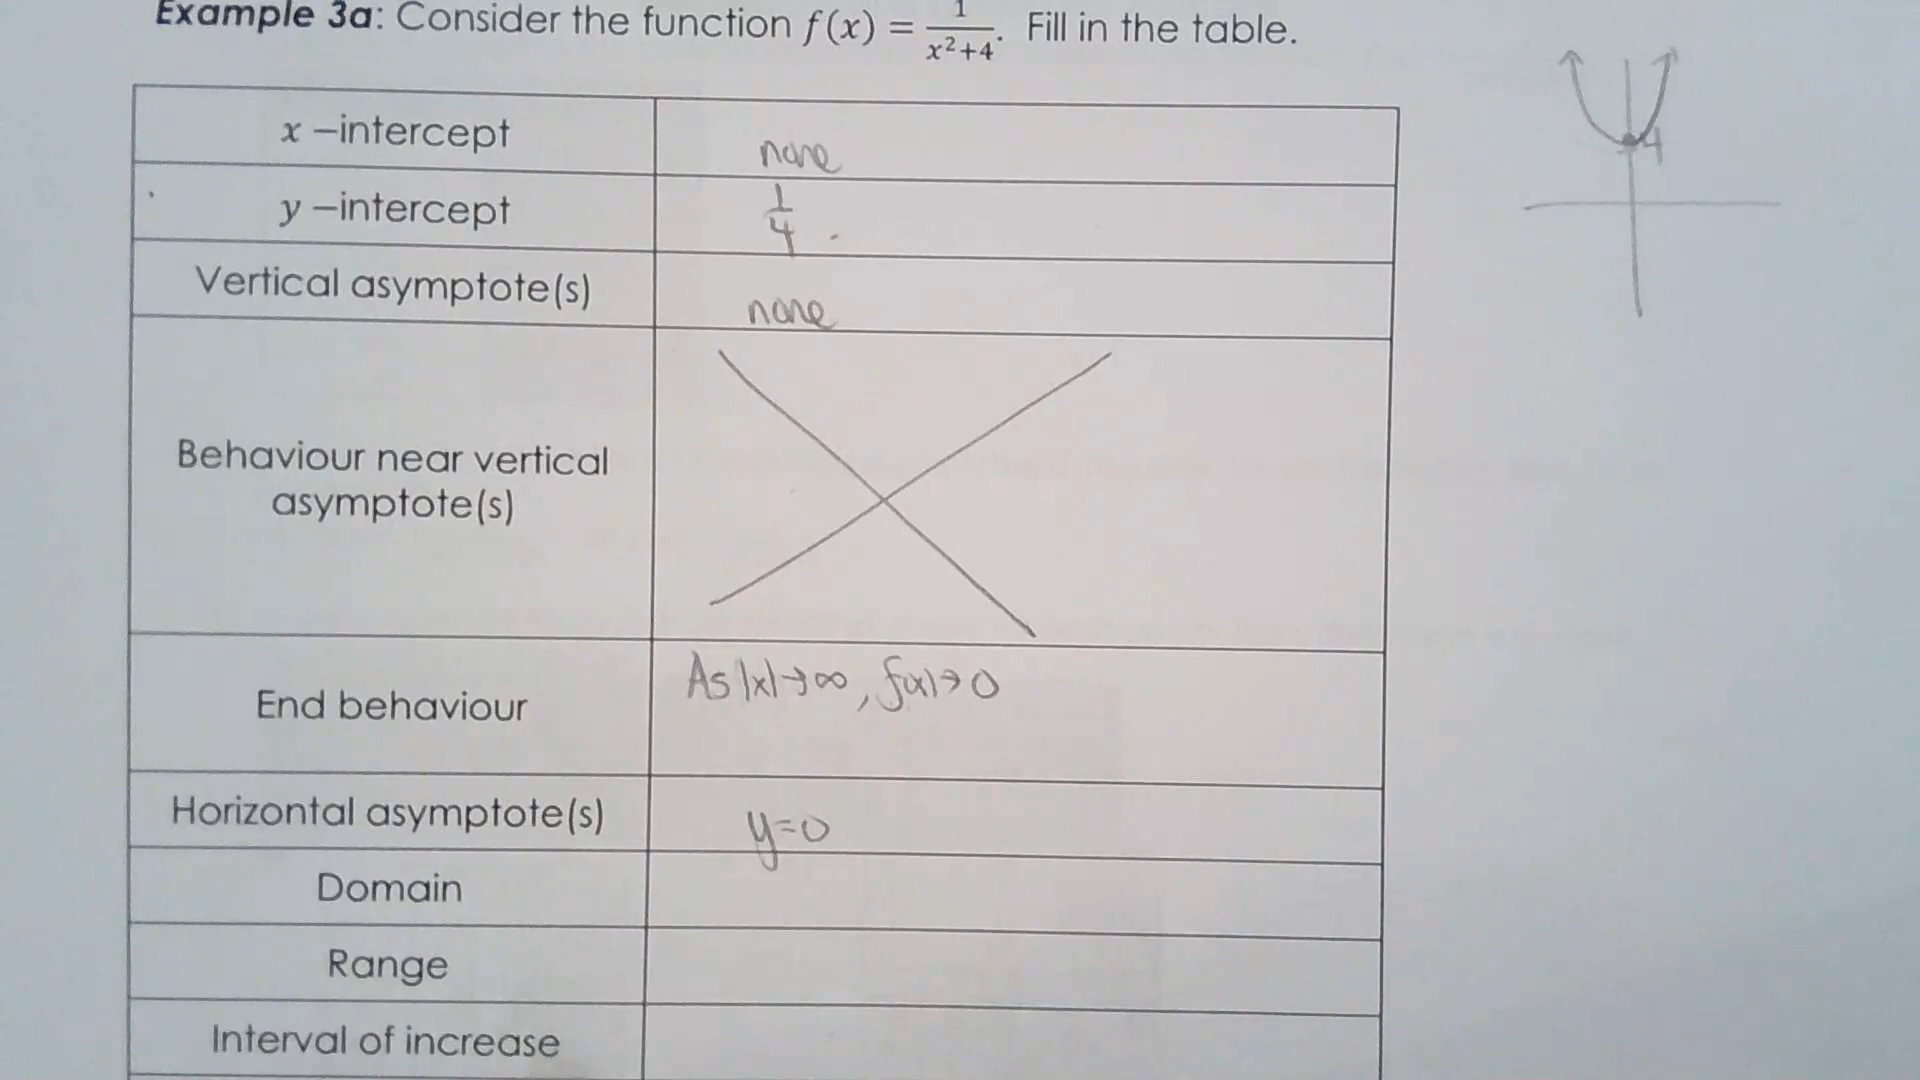 Example 3a: Consider the function f(x) = 1/(x²+4). Fill in the table.
x –intercept none
y –intercept 1/4
Vertical asymptote(s) none
Behaviour near vertical
asymptote(s)
End behaviour As |x|→∞, f(x)→0
Horizontal asymptote(s) y=0
Domain
Range
Interval of increase
4